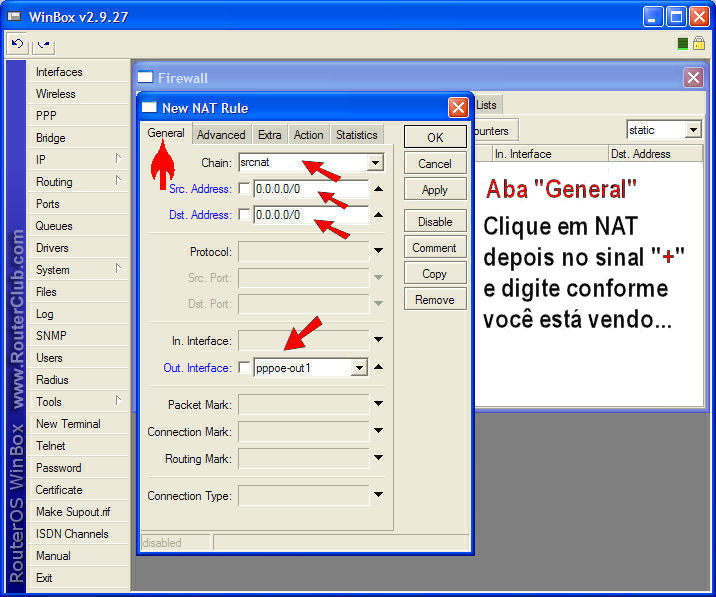 WinBox v2.9.27
Interfaces
Wireless
PPP
Bridge
IP
Routing
Ports
Queues
Drivers
System
Files
Log
SNMP
Users
Radius
Tools
New Terminal
Telnet
Password
Certificate
Make Supout.rif
ISDN Channels
Manual
Exit
RouterOS WinBox www.RouterClub.com
Firewall
Lists
ounters
static
In. Interface
Dst. Address
New NAT Rule
General
Advanced
Extra
Action
Statistics
Chain: srcnat
Src. Address: 0.0.0.0/0
Dst. Address: 0.0.0.0/0
Protocol:
Src. Port:
Dst. Port:
In. Interface:
Out. Interface: pppoe-out1
Packet Mark:
Connection Mark:
Routing Mark:
Connection Type:
disabled
OK
Cancel
Apply
Disable
Comment
Copy
Remove
Aba "General"
Clique em NAT
depois no sinal "+"
e digite conforme
você está vendo...